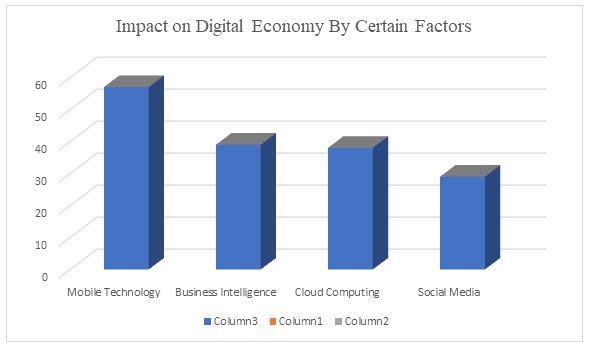 Impact on Digital Economy By Certain Factors
60
50
40
30
20
10
0
Mobile Technology Business Intelligence Cloud Computing Social Media
Column3 Column1 Column2